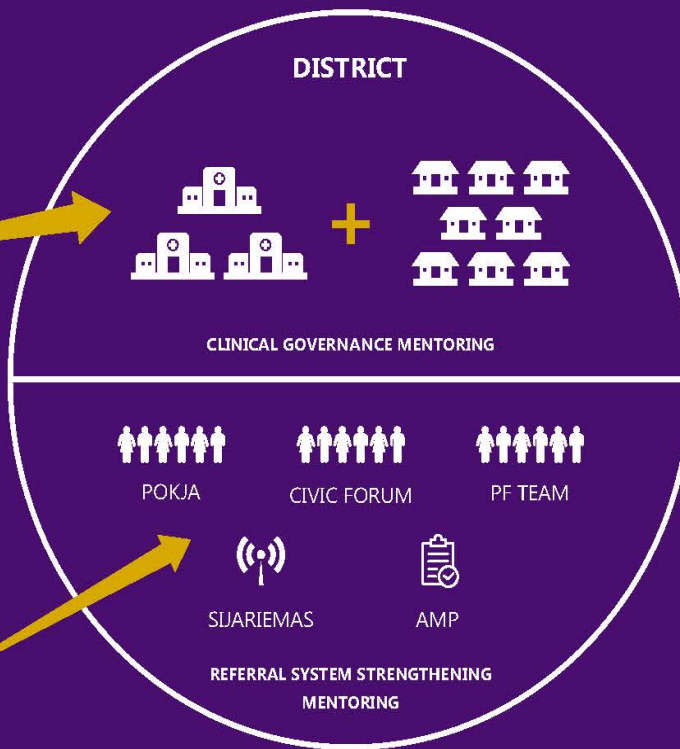 DISTRICT
CLINICAL GOVERNANCE MENTORING
POKJA
CIVIC FORUM
PF TEAM
SIJARIEMAS
AMP
REFERRAL SYSTEM STRENGTHENING
MENTORING